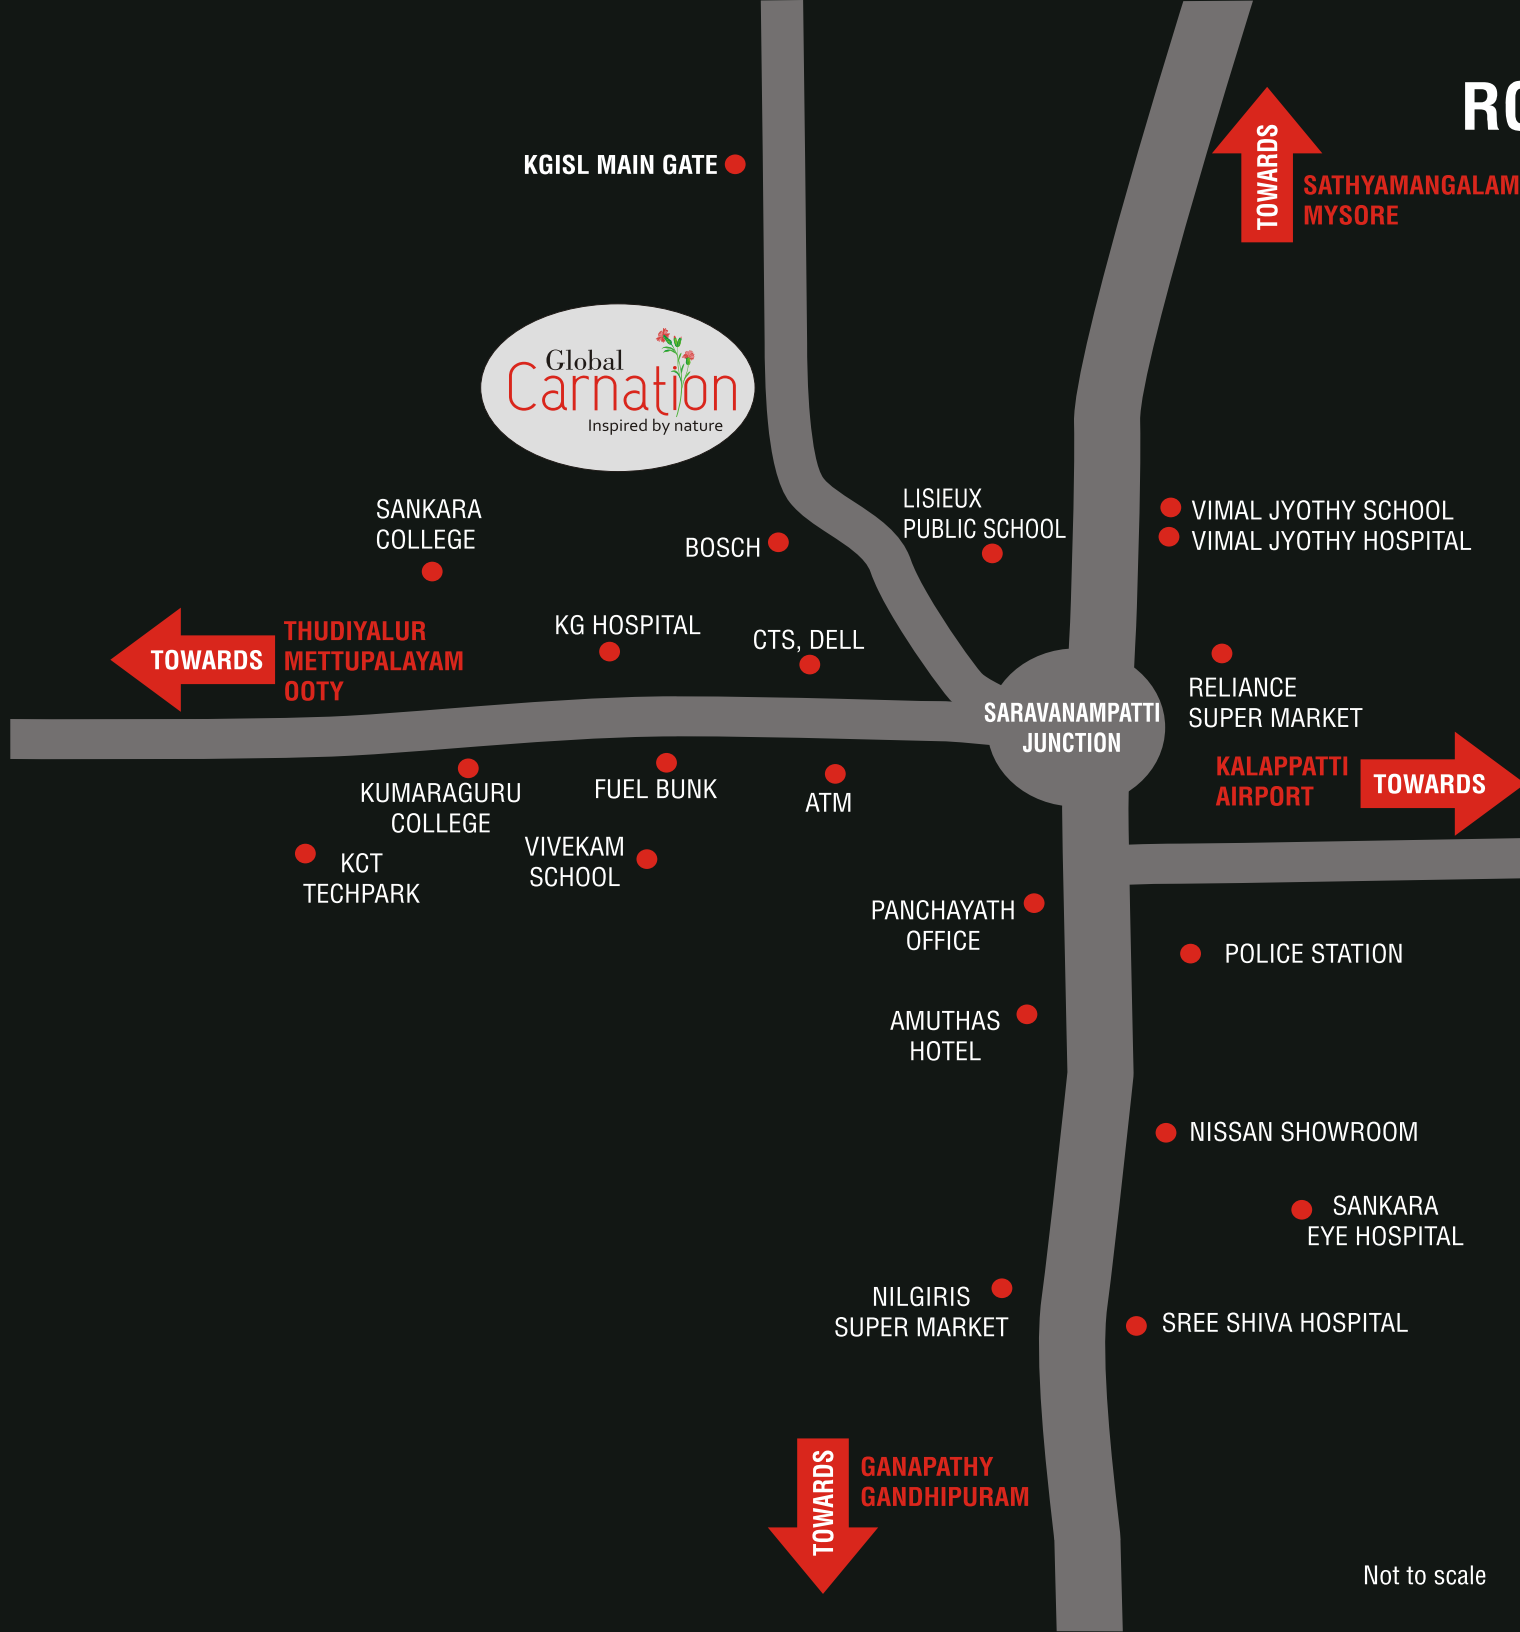 RO
TOWARDS
SATHYAMANGALAM
MYSORE
KGISL MAIN GATE
Global
Carnation
Inspired by nature
SANKARA
COLLEGE
BOSCH
LISIEUX
PUBLIC SCHOOL
VIMAL JYOTHY SCHOOL
VIMAL JYOTHY HOSPITAL
TOWARDS
THUDIYALUR
METTUPALAYAM
OOTY
KG HOSPITAL
CTS, DELL
SARAVANAMPATTI
JUNCTION
RELIANCE
SUPER MARKET
KALAPPATTI
AIRPORT
TOWARDS
KUMARAGURU
COLLEGE
FUEL BUNK
ATM
KCT
TECHPARK
VIVEKAM
SCHOOL
PANCHAYATH
OFFICE
POLICE STATION
AMUTHAS
HOTEL
NISSAN SHOWROOM
SANKARA
EYE HOSPITAL
NILGIRIS
SUPER MARKET
SREE SHIVA HOSPITAL
TOWARDS
GANAPATHY
GANDHIPURAM
Not to scale